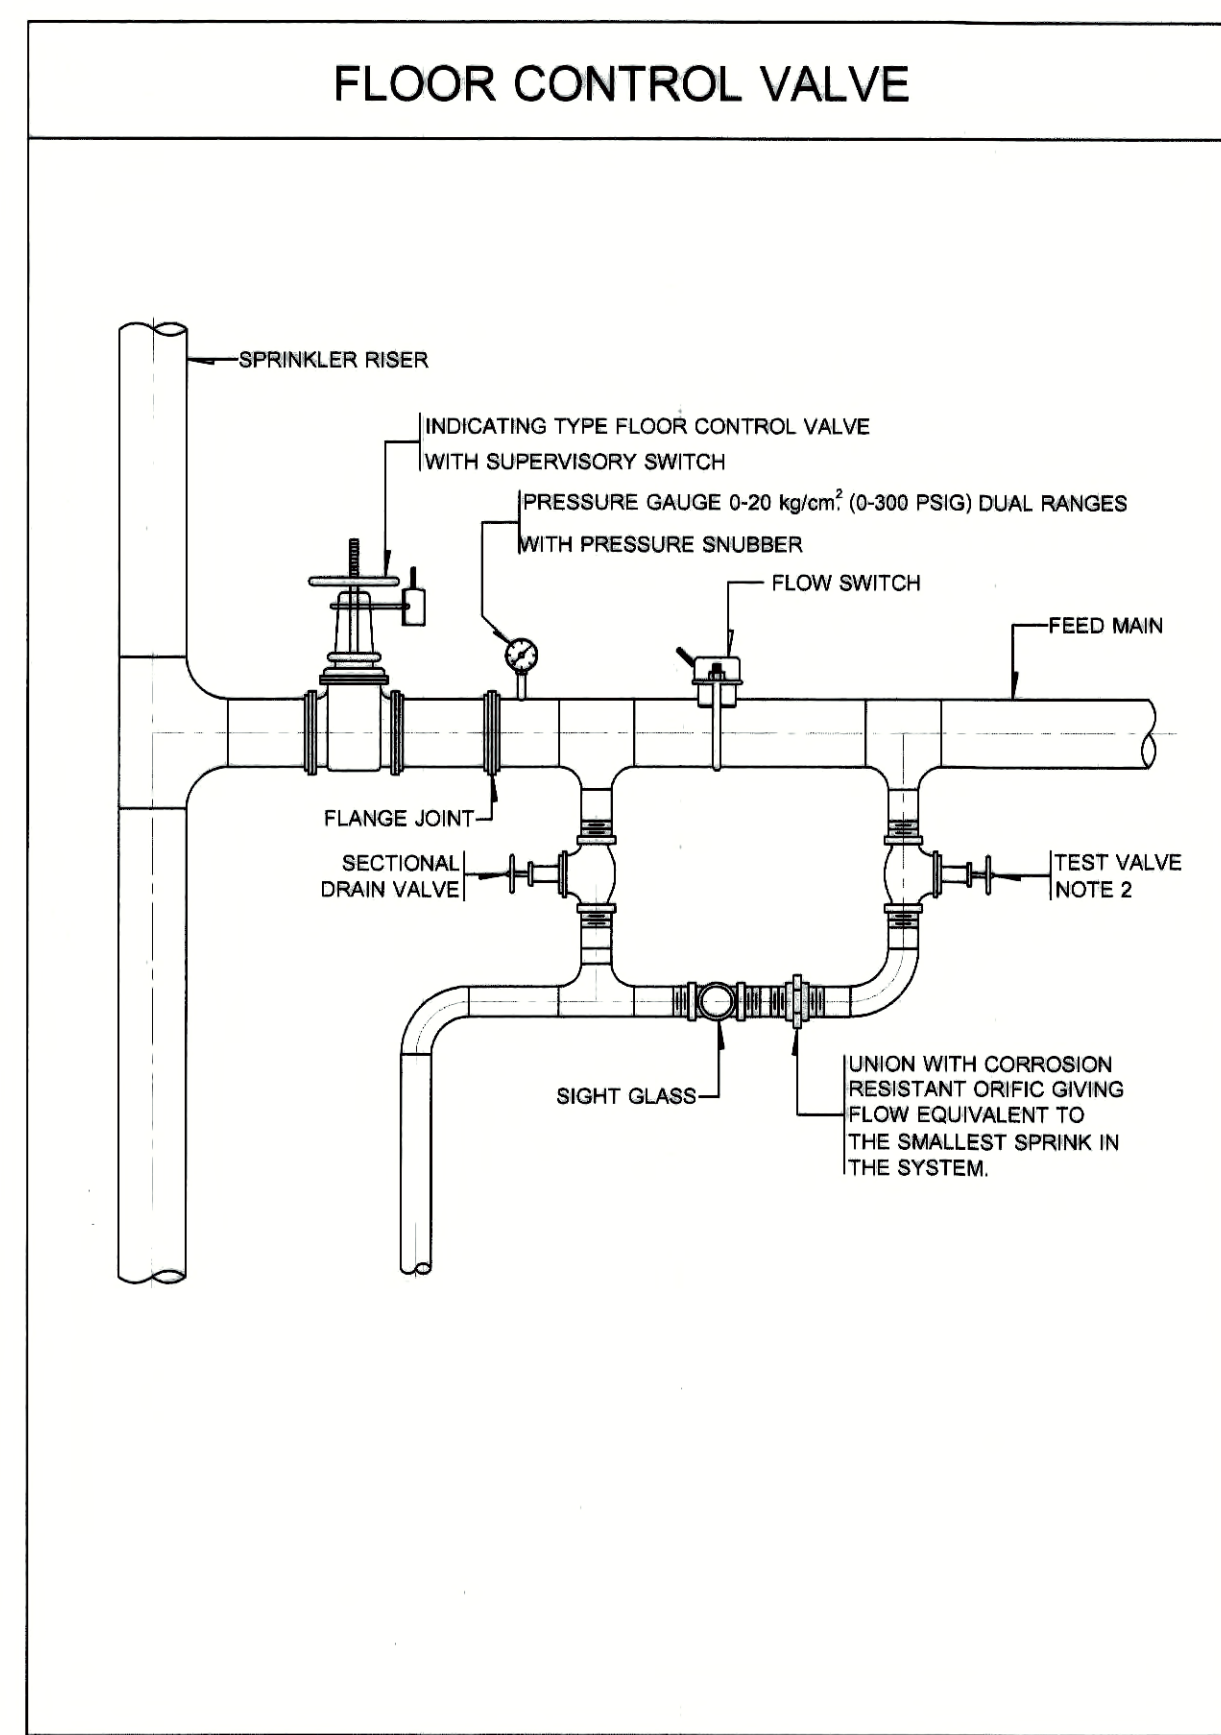 FLOOR CONTROL VALVE
SPRINKLER RISER
INDICATING TYPE FLOOR CONTROL VALVE
WITH SUPERVISORY SWITCH
PRESSURE GAUGE 0-20 kg/cm². (0-300 PSIG) DUAL RANGES
WITH PRESSURE SNUBBER
FLOW SWITCH
FEED MAIN
FLANGE JOINT
SECTIONAL
DRAIN VALVE
TEST VALVE
NOTE 2
SIGHT GLASS
UNION WITH CORROSION
RESISTANT ORIFIC GIVING
FLOW EQUIVALENT TO
THE SMALLEST SPRINK IN
THE SYSTEM.